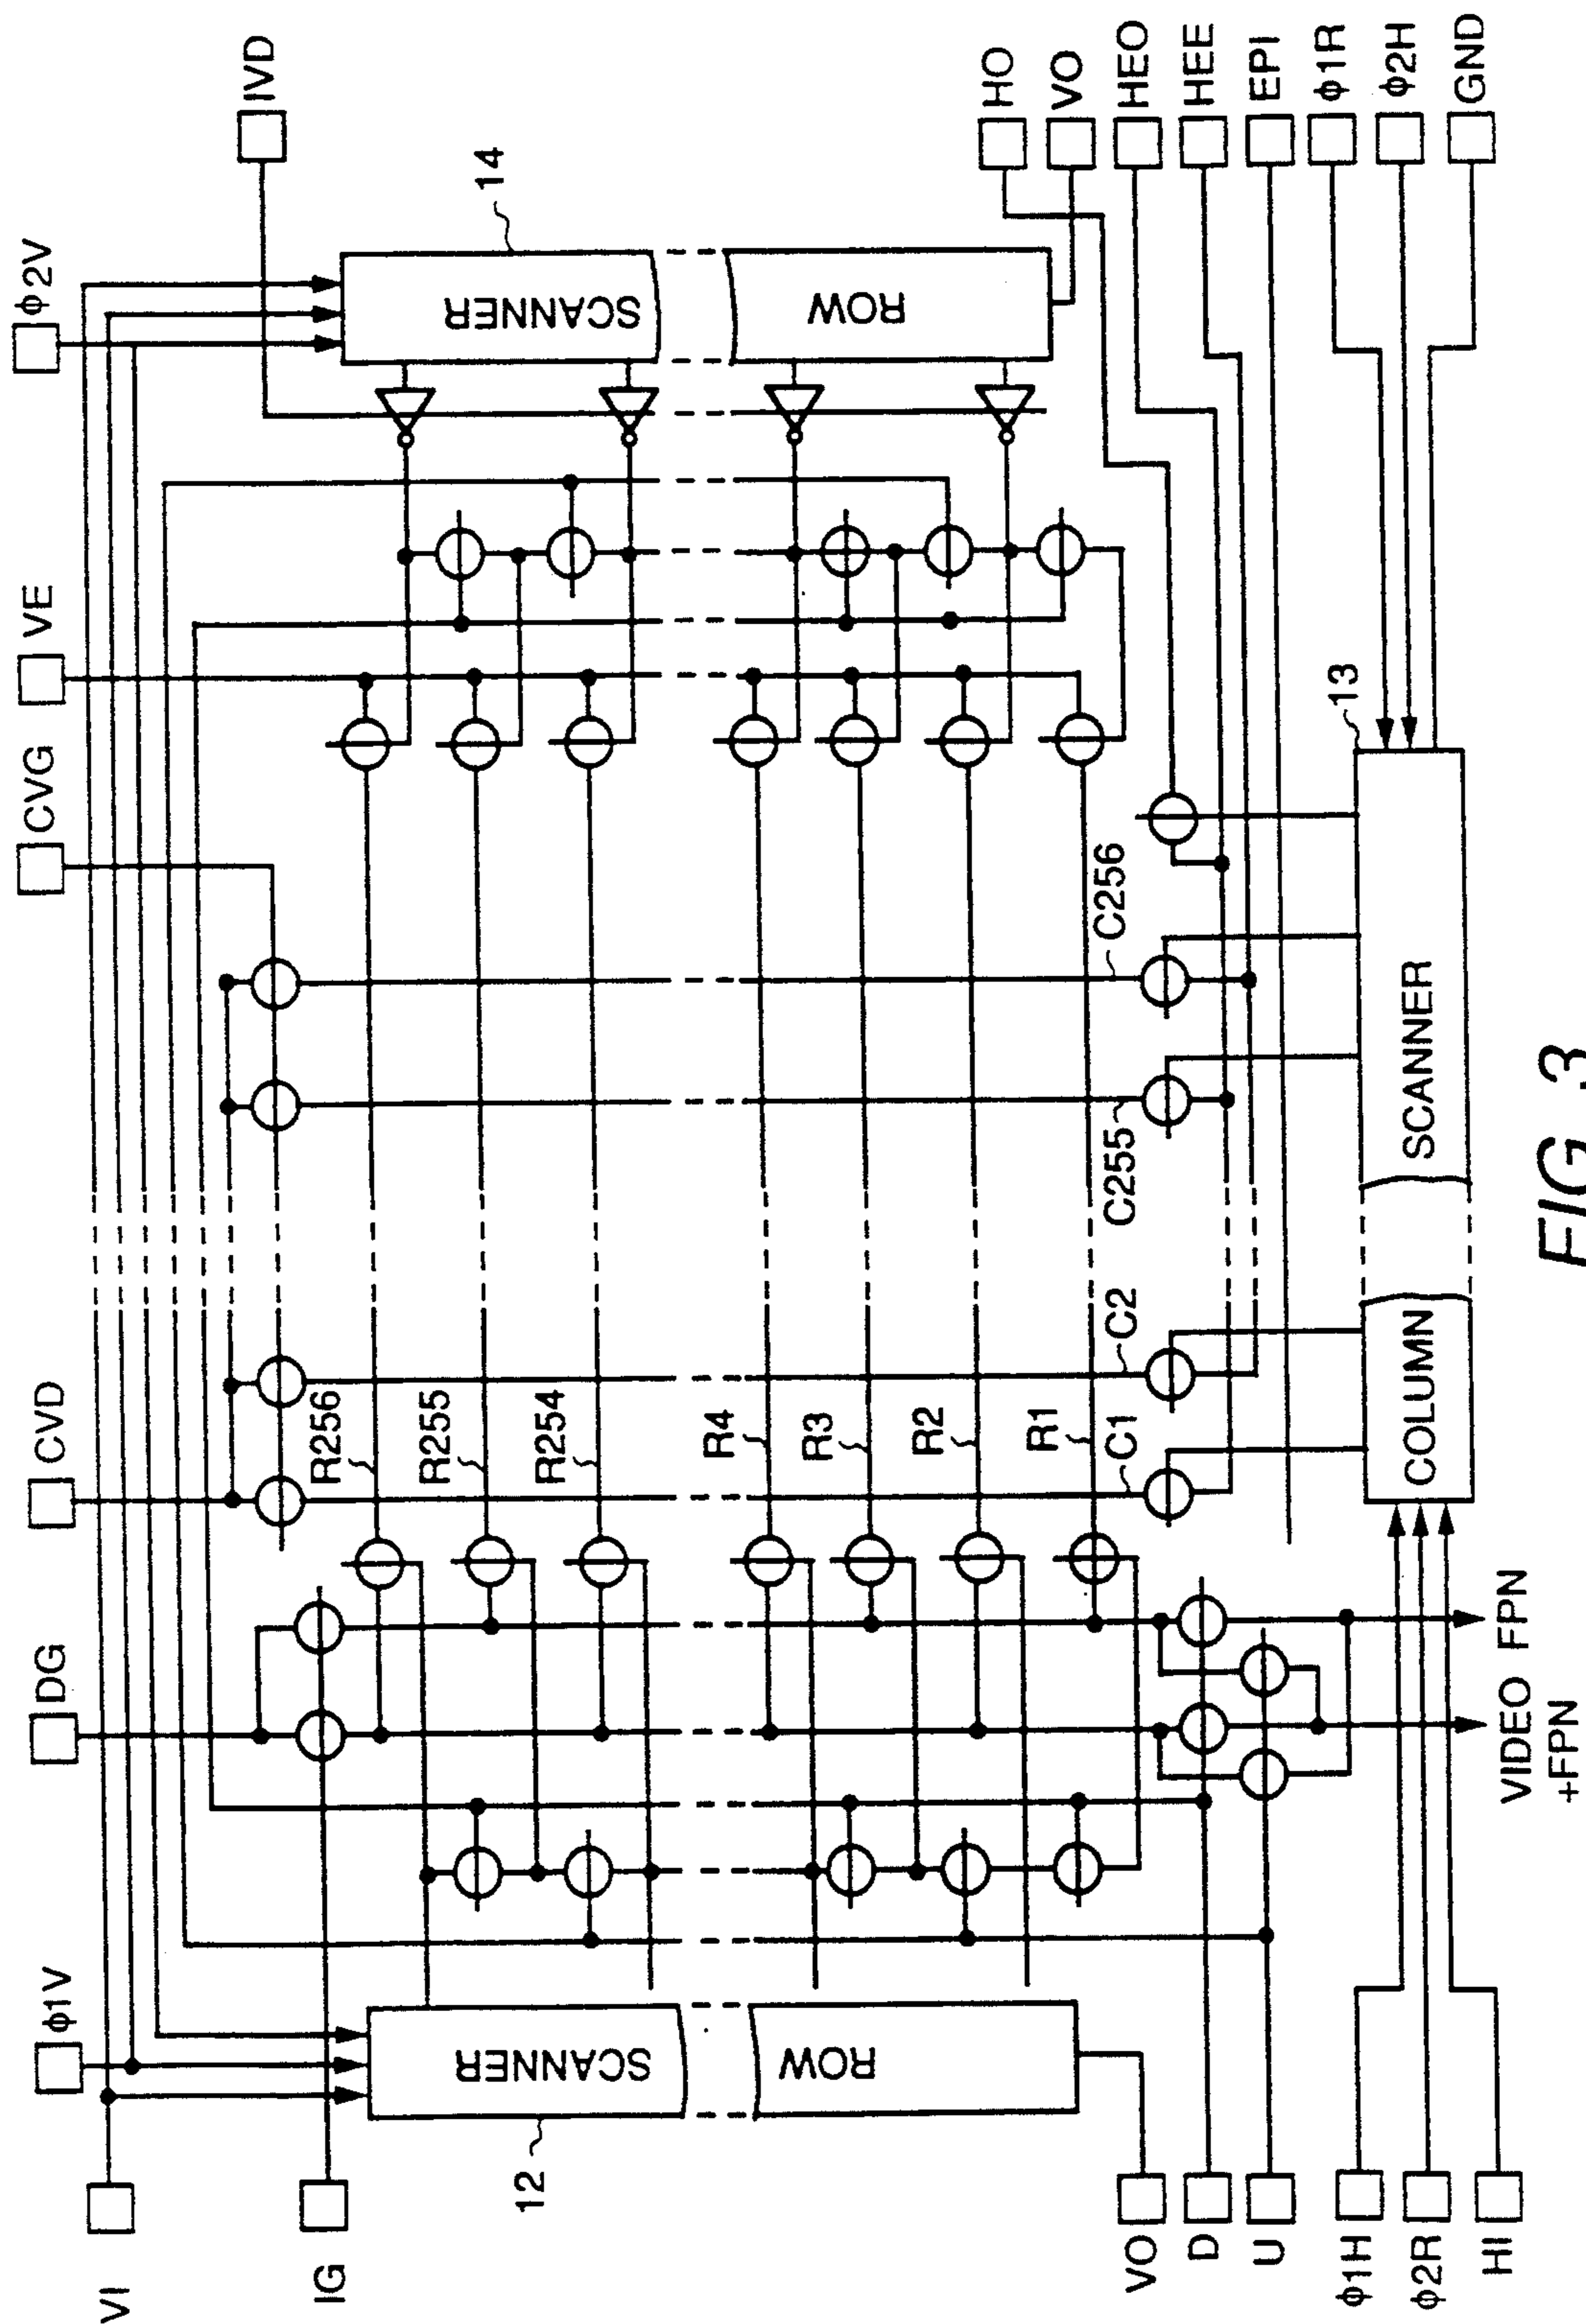 VI
φ1V
DG
CVD
CVG
VE
φ2V
IVD
IG
12
SCANNER
ROW
14
SCANNER
ROW
R256
R255
R254
R4
R3
R2
R1
C1
C2
C255
C256
HO
VO
HEO
HEE
EPI
φ1R
φ2H
GND
VO
D
U
φ1H
φ2R
HI
VIDEO FPN
+FPN
COLUMN
SCANNER
13
FIG. 3